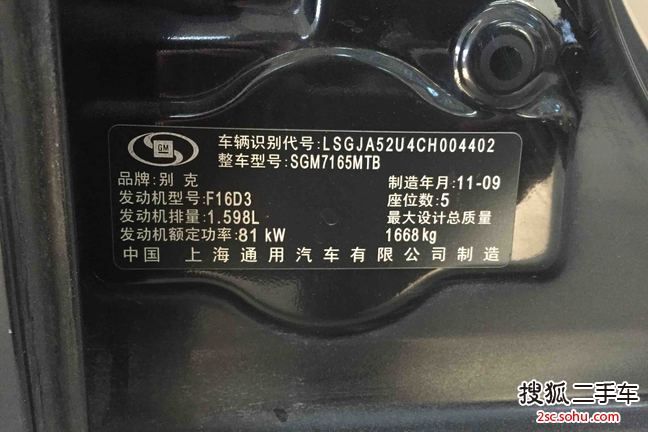 GM
车辆识别代号:LSGJA52U4CH004402
整车型号:SGM7165MTB
品牌:别 克
制造年月:11-09
发动机型号:F16D3
座位数:5
发动机排量:1.598L
最大设计总质量
发动机额定功率:81 kW
1668kg
中国 上海通用汽车有限公司制造
搜狐二手车
2sc.sohu.com